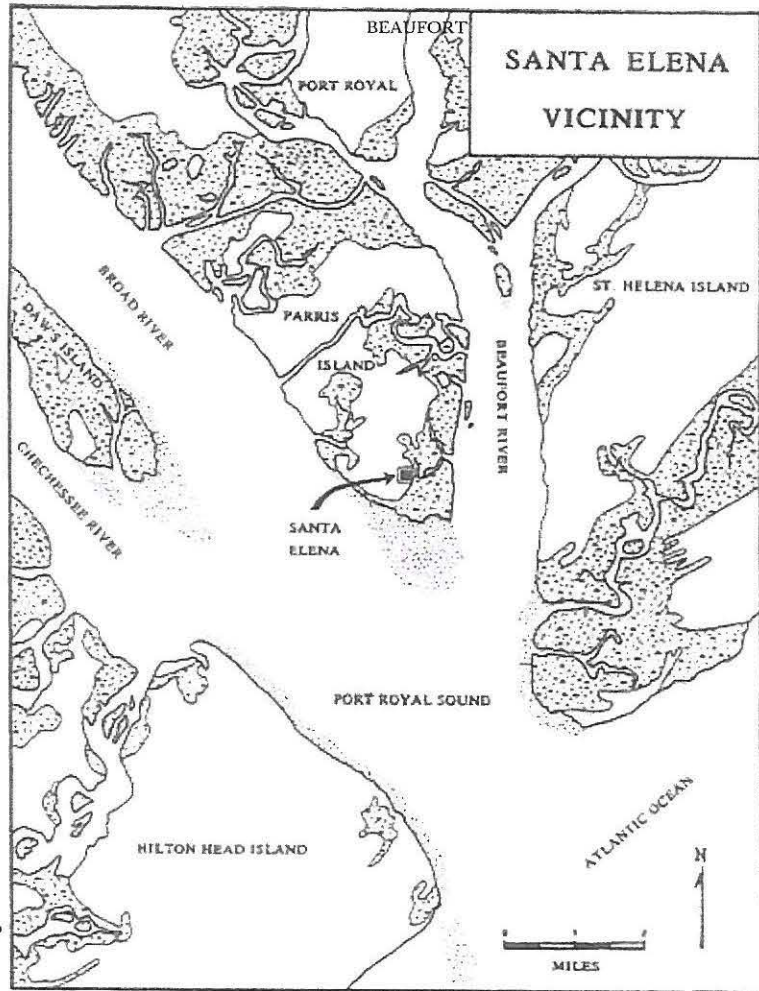 BEAUFORT
SANTA ELENA
VICINITY
PORT ROYAL
BROAD RIVER
ST. HELENA ISLAND
DAWS ISLAND
PARRIS
ISLAND
BEAUFORT RIVER
CHECHESSEE RIVER
SANTA
ELENA
PORT ROYAL SOUND
ATLANTIC OCEAN
HILTON HEAD ISLAND
N
MILES